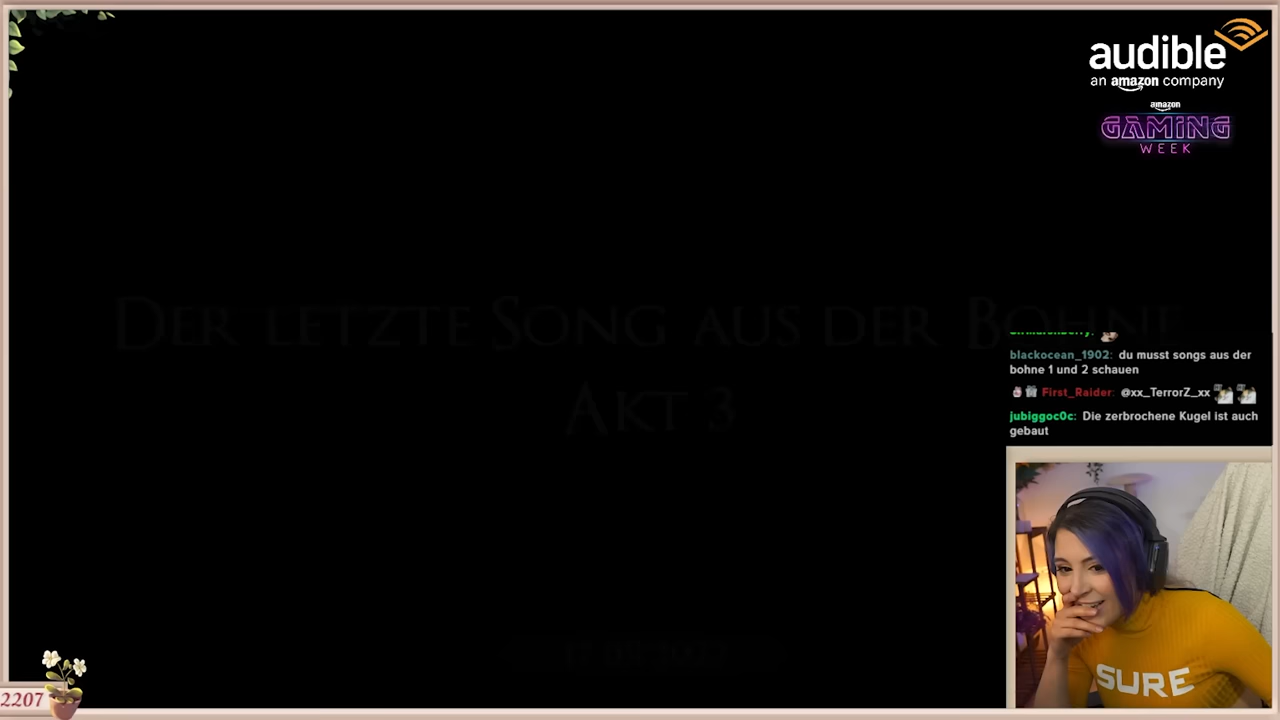 audible
an amazon company
amazon
GAMING
WEEK
DER LETZTE SONG AUS DER BOHNE
AKT 3
blackocean_1902: du musst songs aus der
bohne 1 und 2 schauen
First_Raider: @xx_TerrorZ_xx
jubiggoc0c: Die zerbrochene Kugel ist auch
gebaut
SURE
2207